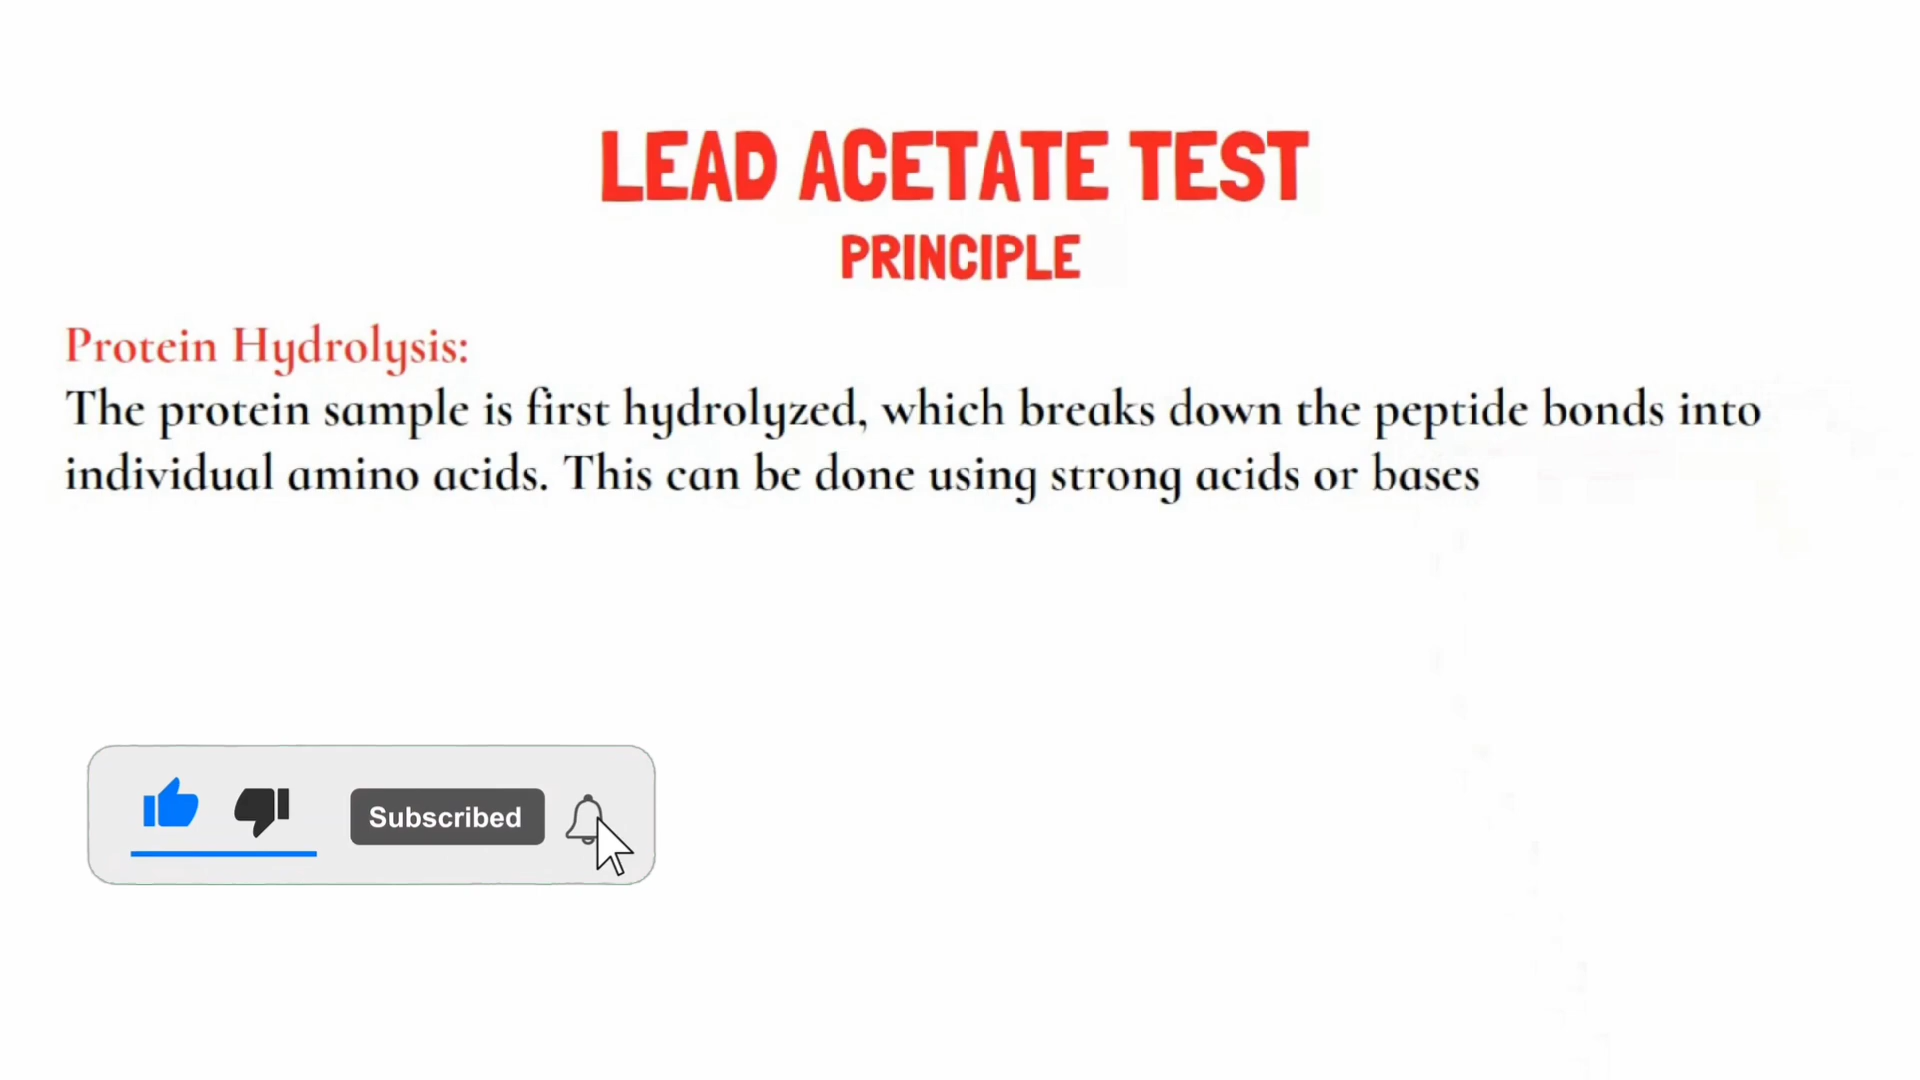 LEAD ACETATE TEST
PRINCIPLE
Protein Hydrolysis:
The protein sample is first hydrolyzed, which breaks down the peptide bonds into
individual amino acids. This can be done using strong acids or bases
Subscribed